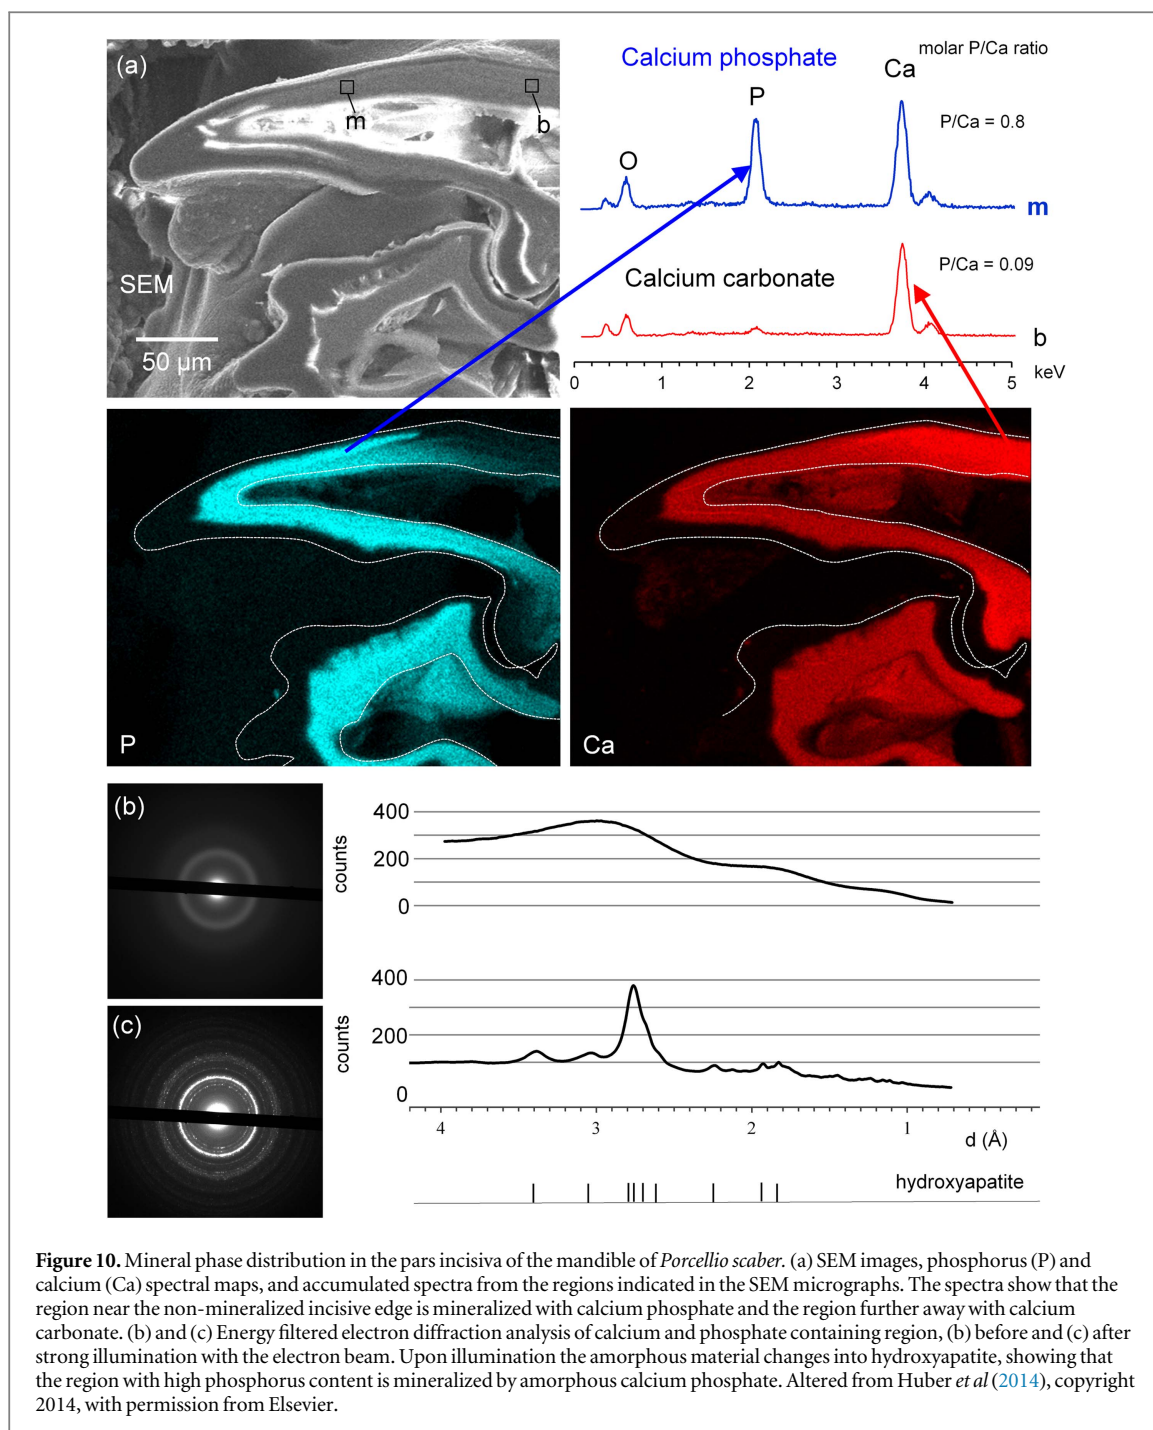 (a)
m
b
SEM
50 µm
Calcium phosphate
molar P/Ca ratio
Ca
P
P/Ca = 0.8
O
m
Calcium carbonate
P/Ca = 0.09
b
0 1 2 3 4 5
keV
P
Ca
(b)
counts
400
200
0
(c)
counts
400
200
0
4 3 2 1
d (Å)
hydroxyapatite
Figure 10. Mineral phase distribution in the pars incisiva of the mandible of Porcellio scaber. (a) SEM images, phosphorus (P) and
calcium (Ca) spectral maps, and accumulated spectra from the regions indicated in the SEM micrographs. The spectra show that the
region near the non-mineralized incisive edge is mineralized with calcium phosphate and the region further away with calcium
carbonate. (b) and (c) Energy filtered electron diffraction analysis of calcium and phosphate containing region, (b) before and (c) after
strong illumination with the electron beam. Upon illumination the amorphous material changes into hydroxyapatite, showing that
the region with high phosphorus content is mineralized by amorphous calcium phosphate. Altered from Huber et al (2014), copyright
2014, with permission from Elsevier.